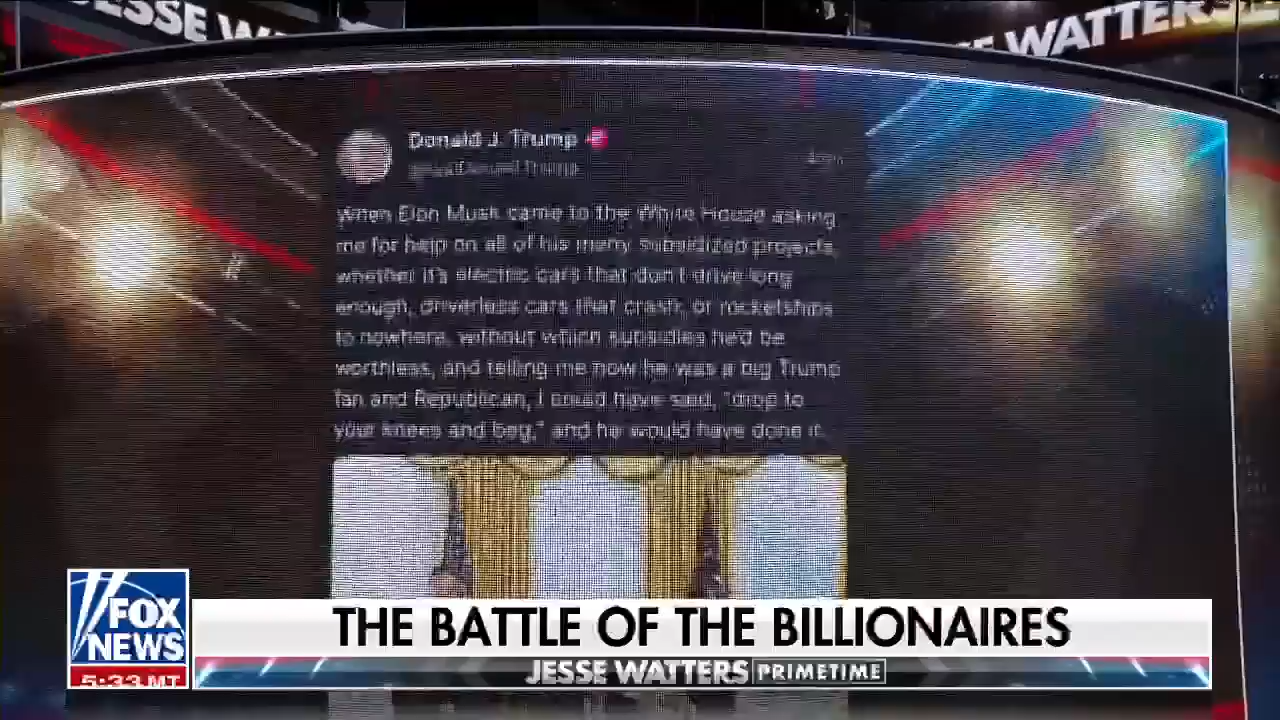 JESSE W
SE WATTERS
Donald J. Trump
@realDonaldTrump
When Elon Musk came to the White House asking
me for help on all of his many subsidized projects,
whether it's electric cars that don't drive long
enough, driverless cars that crash, or rocketships
to nowhere, without which subsidies he'd be
worthless, and telling me how he was a big Trump
fan and Republican, I could have said, "drop to
your knees and beg," and he would have done it.
THE BATTLE OF THE BILLIONAIRES
FOX
NEWS
JESSE WATTERS PRIMETIME
5:33 MT